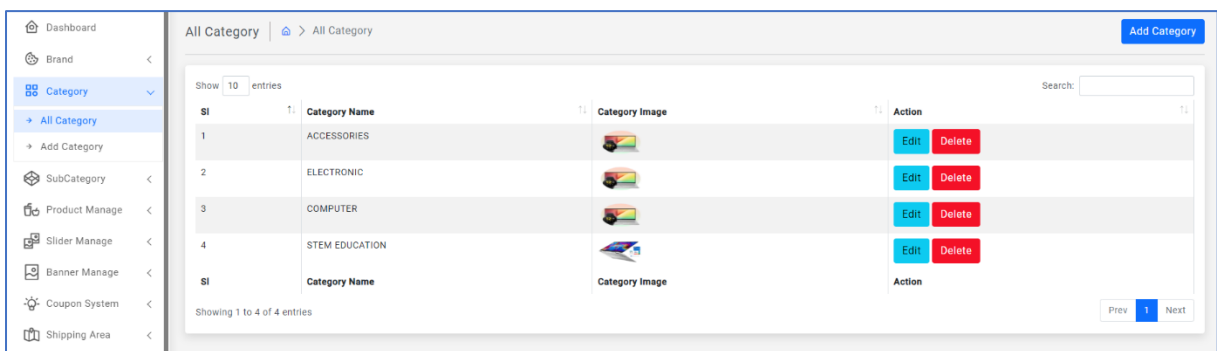 Dashboard
Brand
Category
All Category
Add Category
SubCategory
Product Manage
Slider Manage
Banner Manage
Coupon System
Shipping Area
All Category
All Category
Add Category
Show 10 entries
Search:
Sl Category Name Category Image Action
1 ACCESSORIES Edit Delete
2 ELECTRONIC Edit Delete
3 COMPUTER Edit Delete
4 STEM EDUCATION Edit Delete
Sl Category Name Category Image Action
Showing 1 to 4 of 4 entries
Prev 1 Next